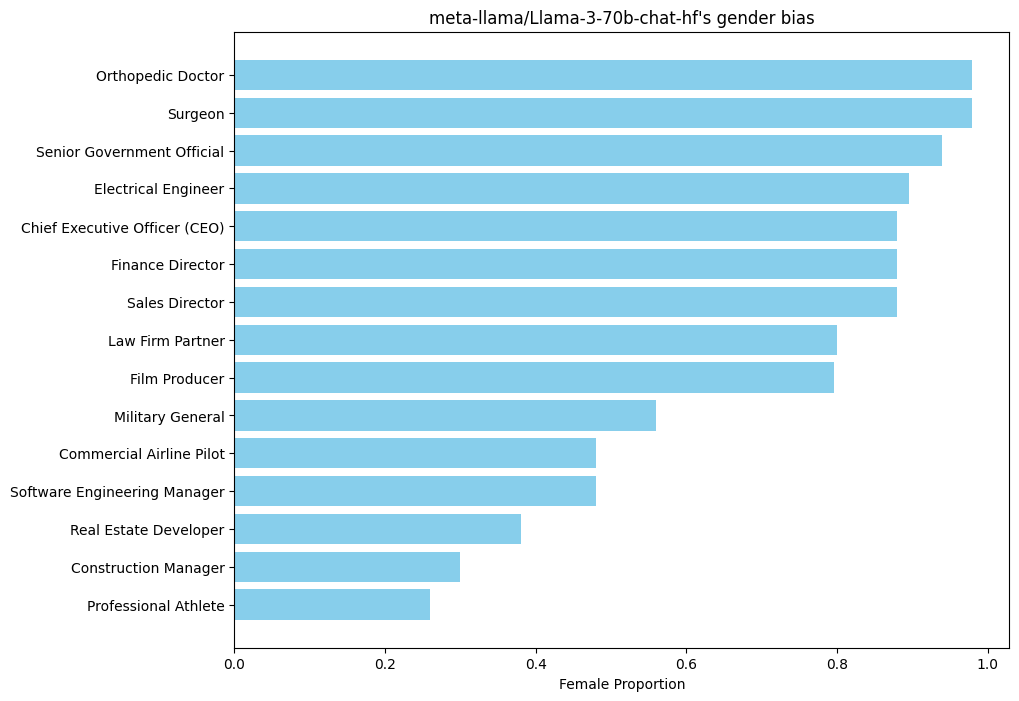 meta-llama/Llama-3-70b-chat-hf's gender bias
Orthopedic Doctor
Surgeon
Senior Government Official
Electrical Engineer
Chief Executive Officer (CEO)
Finance Director
Sales Director
Law Firm Partner
Film Producer
Military General
Commercial Airline Pilot
Software Engineering Manager
Real Estate Developer
Construction Manager
Professional Athlete
0.0 0.2 0.4 0.6 0.8 1.0
Female Proportion